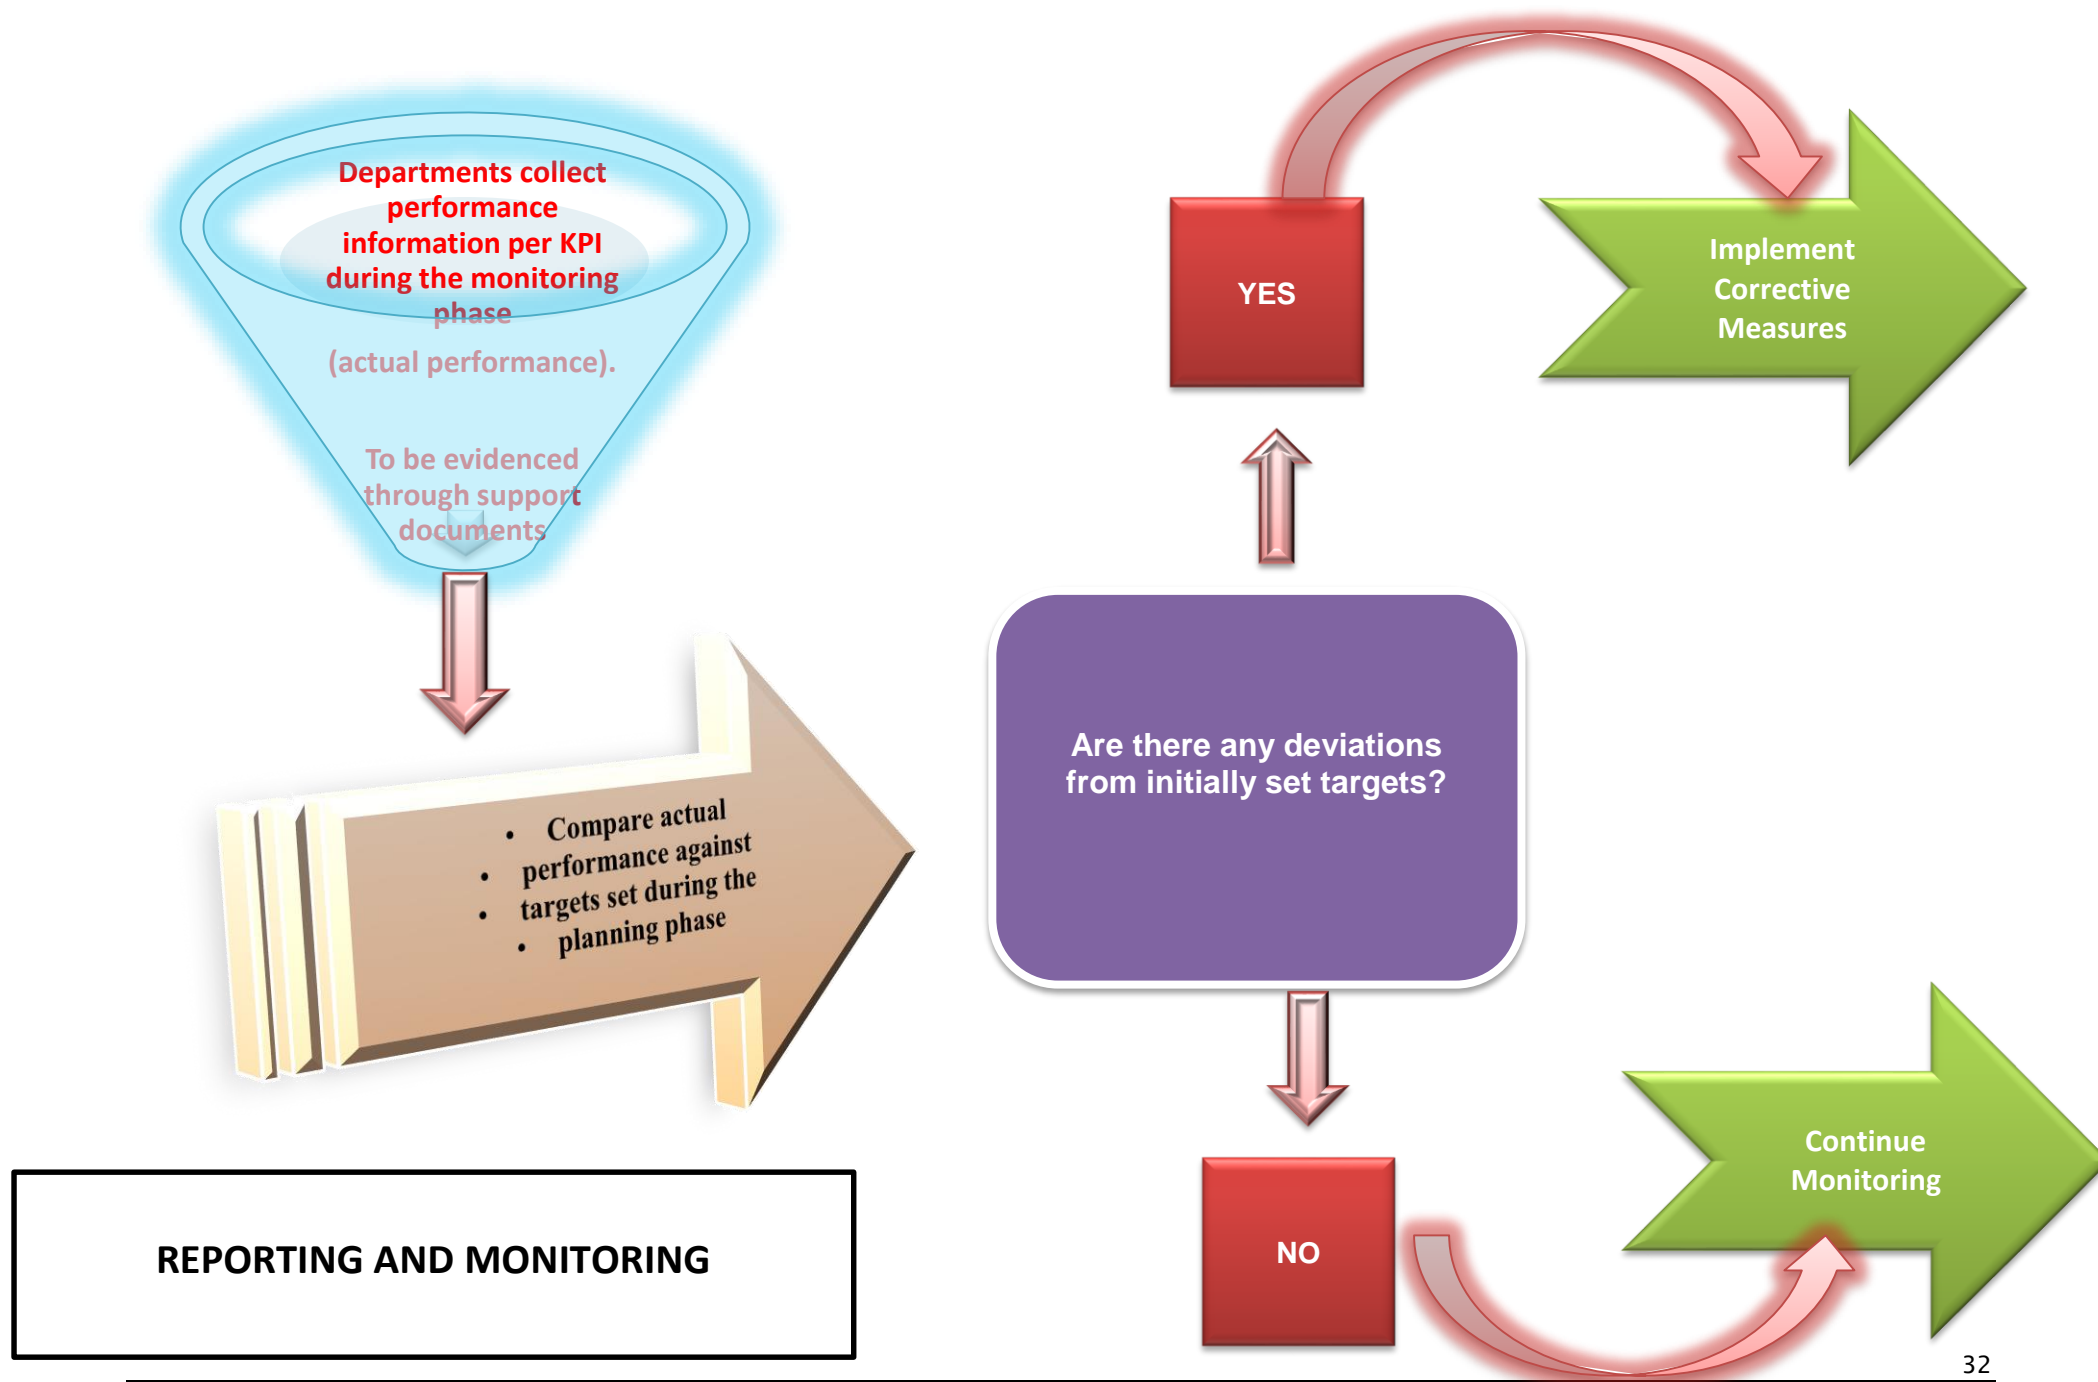 Departments collect
performance
information per KPI
during the monitoring
phase
(actual performance).
To be evidenced
through support
documents
• Compare actual
• performance against
• targets set during the
• planning phase
REPORTING AND MONITORING
YES
Implement
Corrective
Measures
Are there any deviations
from initially set targets?
NO
Continue
Monitoring
32